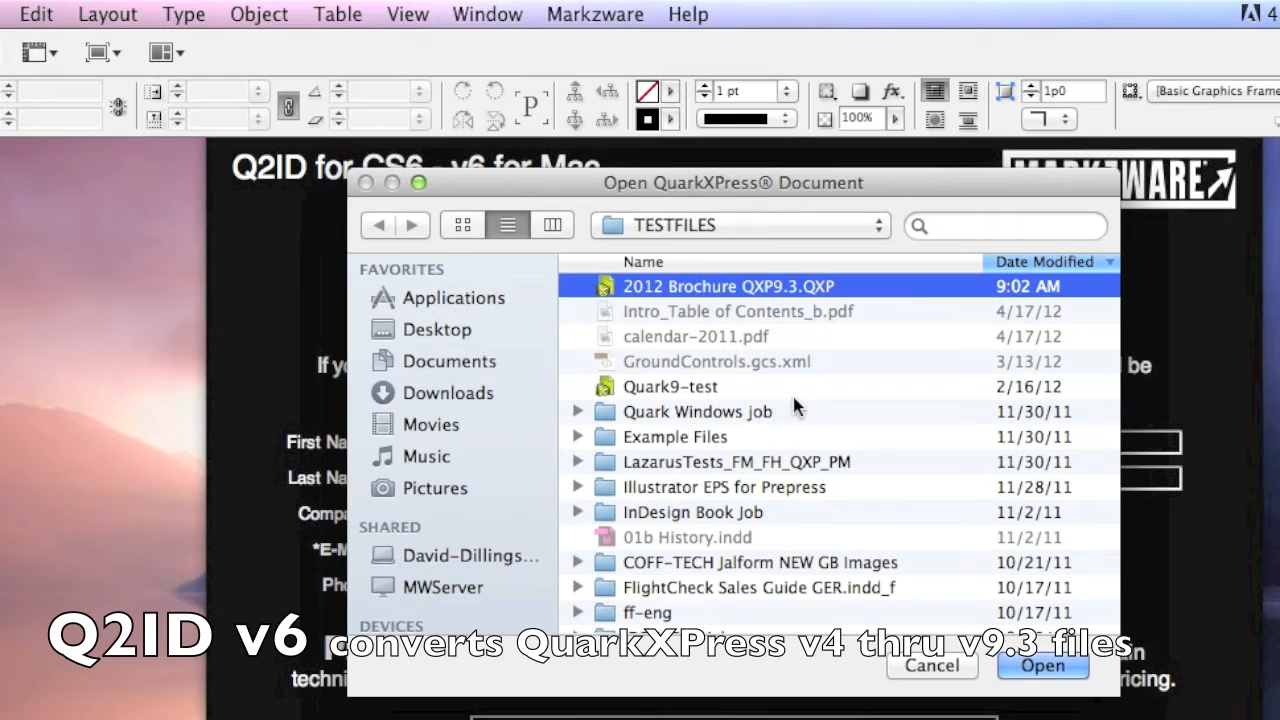 Edit Layout Type Object Table View Window Markzware Help 4
1 pt fx. 1p0 [Basic Graphics Frame
P 100%
Q2ID for CS6 - v6 for Mac
MARKZWARE
Open QuarkXPress® Document
TESTFILES
FAVORITES
Applications
Desktop
Documents
Downloads
Movies
Music
Pictures
SHARED
David-Dillings...
MWServer
DEVICES
Name Date Modified
2012 Brochure QXP9.3.QXP 9:02 AM
Intro_Table of Contents_b.pdf 4/17/12
calendar-2011.pdf 4/17/12
GroundControls.gcs.xml 3/13/12
Quark9-test 2/16/12
Quark Windows job 11/30/11
Example Files 11/30/11
LazarusTests_FM_FH_QXP_PM 11/30/11
Illustrator EPS for Prepress 11/28/11
InDesign Book Job 11/2/11
01b History.indd 11/2/11
COFF-TECH Jalform NEW GB Images 10/21/11
FlightCheck Sales Guide GER.indd_f 10/17/11
ff-eng 10/17/11
Cancel Open
If y
be
First Na
Last Na
Compa
*E-M
Pho
techni
ricing.
Q2ID v6 converts QuarkXPress v4 thru v9.3 files